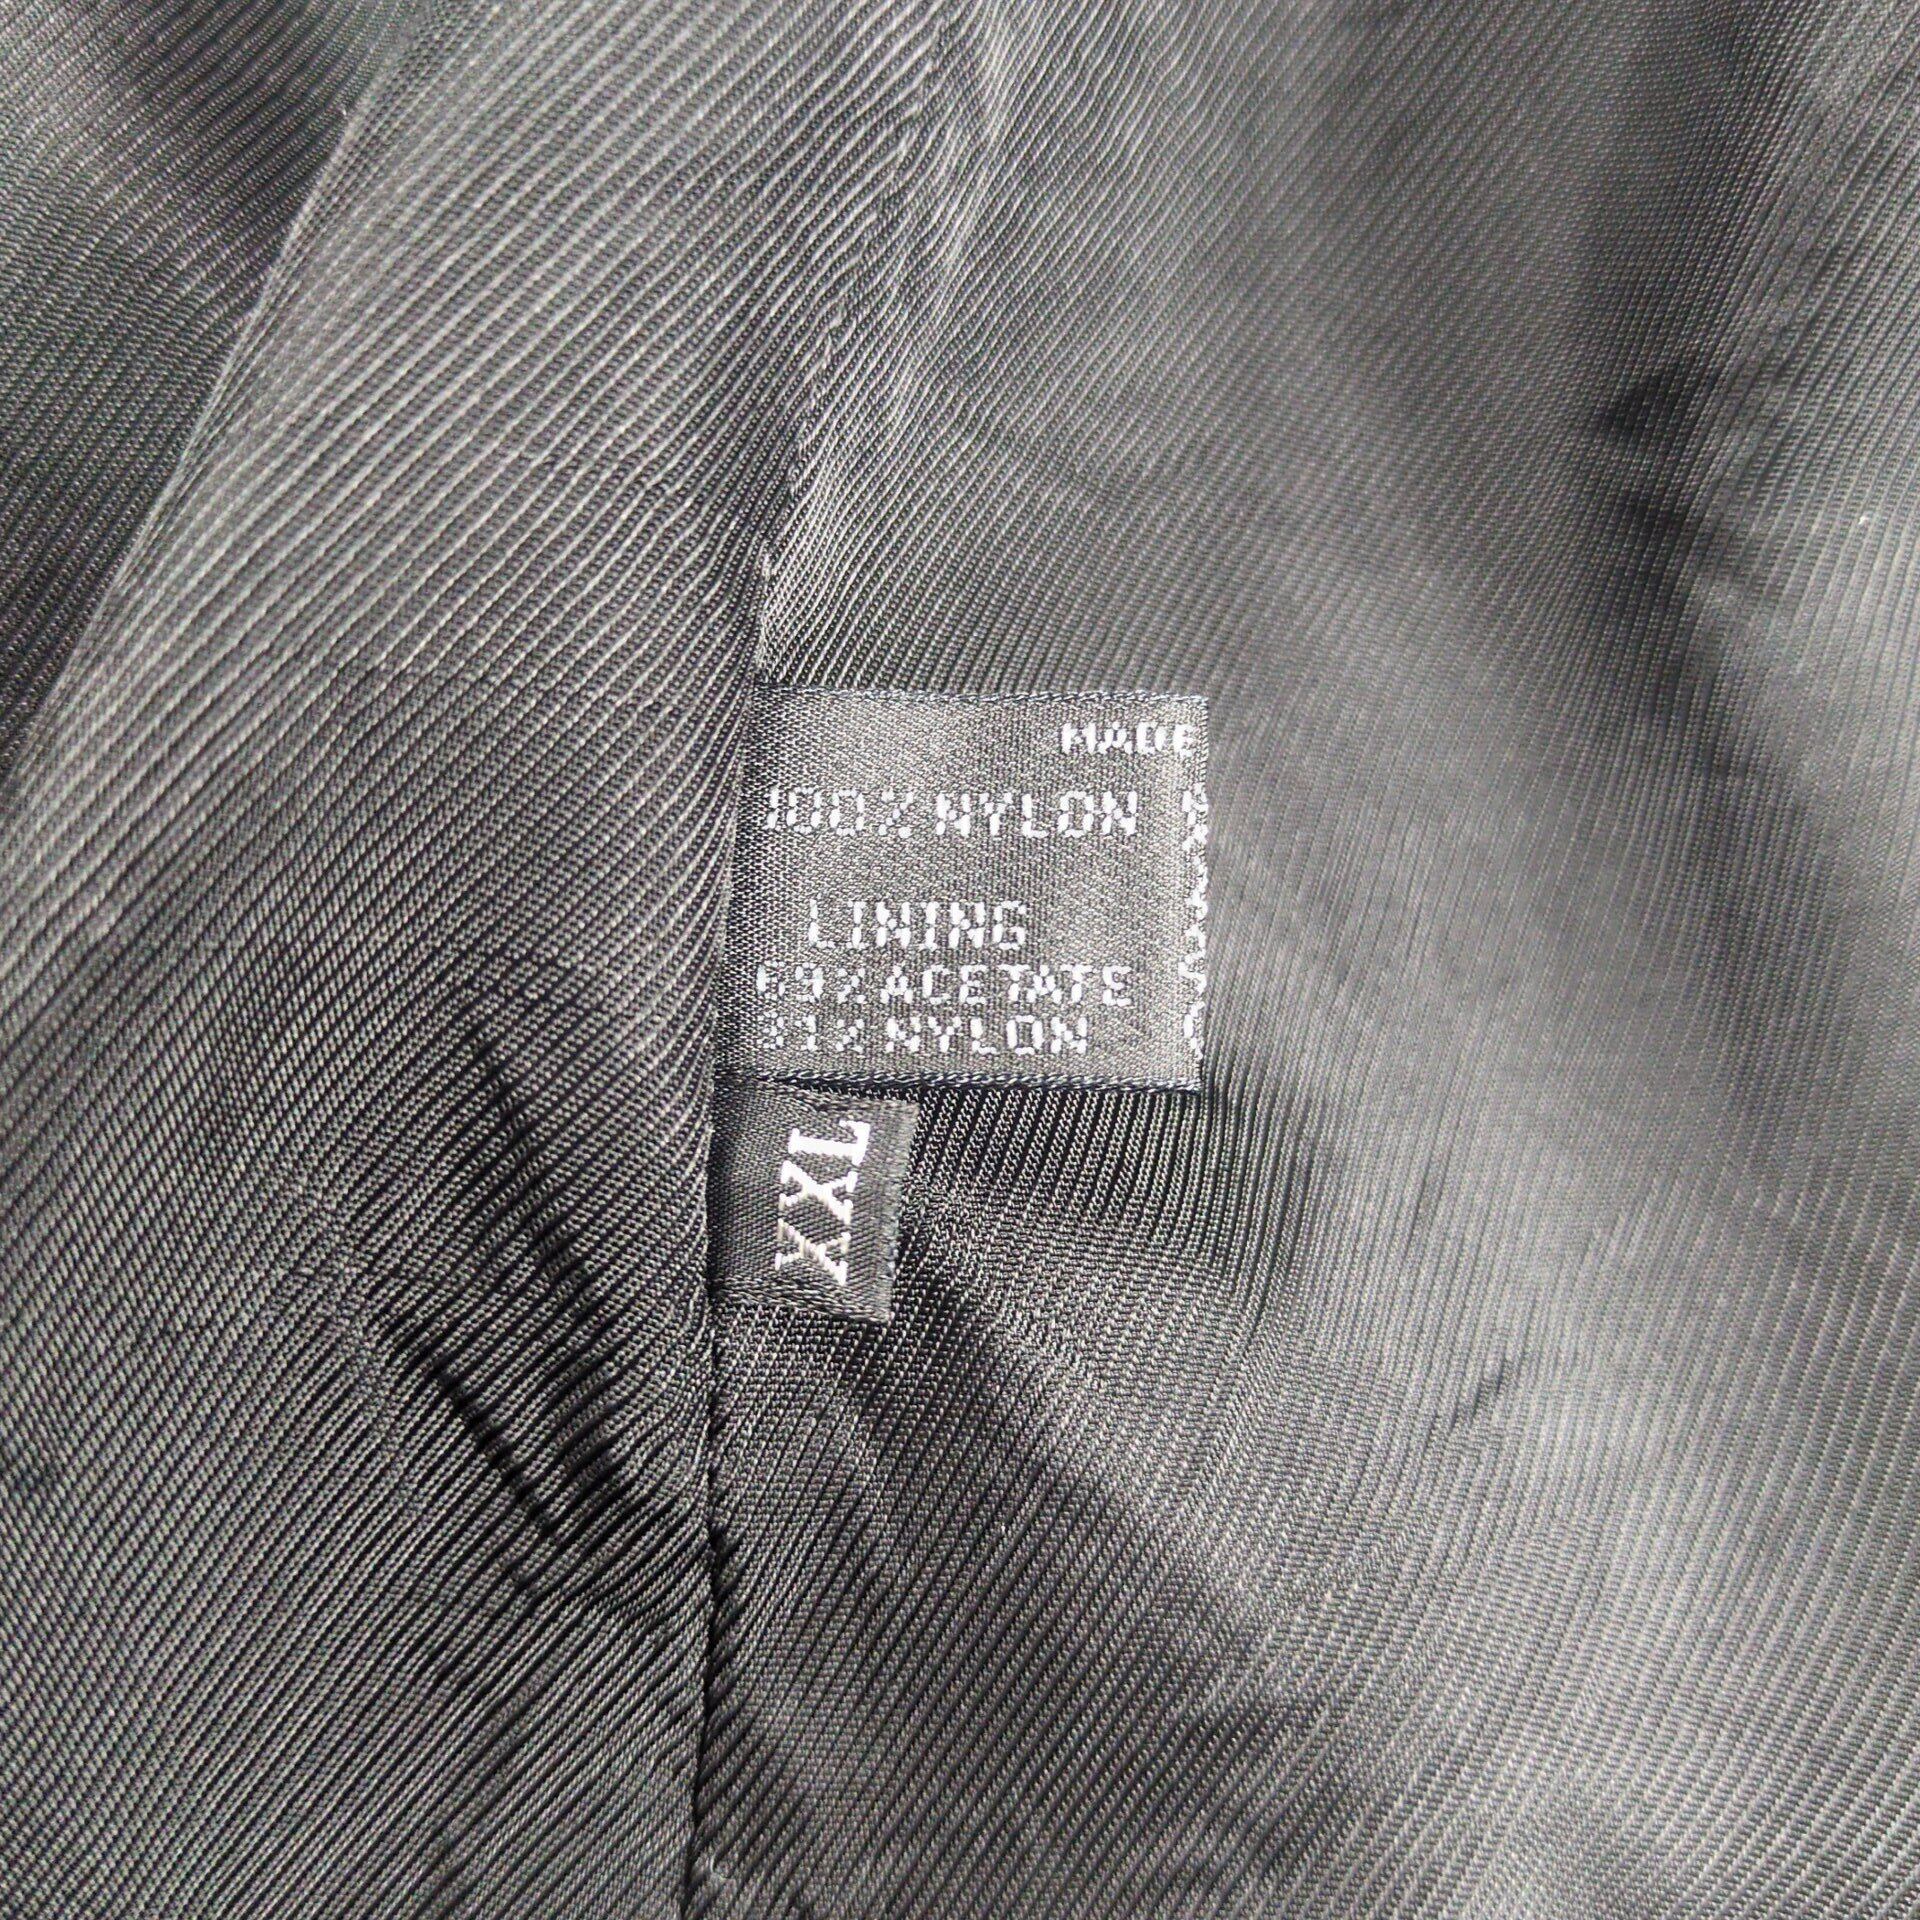 MADE
100% NYLON
LINING
69% ACETATE
31% NYLON
XXL